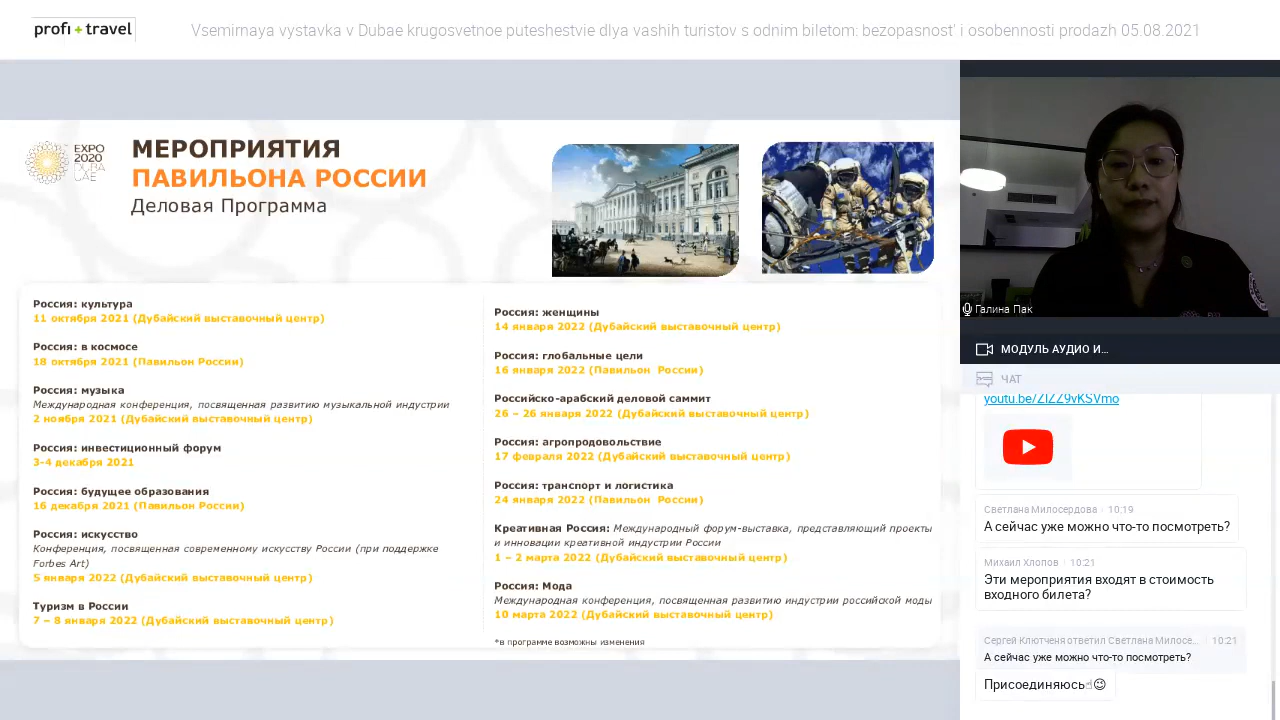 profi + travel
Vsemirnaya vystavka v Dubae krugosvetnoe puteshestvie dlya vashih turistov s odnim biletom: bezopasnost' i osobennosti prodazh 05.08.2021
EXPO
2020
DUBAI
UAE
МЕРОПРИЯТИЯ
ПАВИЛЬОНА РОССИИ
Деловая Программа
Россия: культура
11 октября 2021 (Дубайский выставочный центр)
Россия: в космосе
18 октября 2021 (Павильон России)
Россия: музыка
Международная конференция, посвященная развитию музыкальной индустрии
2 ноября 2021 (Дубайский выставочный центр)
Россия: инвестиционный форум
3-4 декабря 2021
Россия: будущее образования
16 декабря 2021 (Павильон России)
Россия: искусство
Конференция, посвященная современному искусству России (при поддержке
Forbes Art)
5 января 2022 (Дубайский выставочный центр)
Туризм в России
7 – 8 января 2022 (Дубайский выставочный центр)
Россия: женщины
14 января 2022 (Дубайский выставочный центр)
Россия: глобальные цели
16 января 2022 (Павильон России)
Российско-арабский деловой саммит
26 – 26 января 2022 (Дубайский выставочный центр)
Россия: агропродовольствие
17 февраля 2022 (Дубайский выставочный центр)
Россия: транспорт и логистика
24 января 2022 (Павильон России)
Креативная Россия: Международный форум-выставка, представляющий проекты
и инновации креативной индустрии России
1 – 2 марта 2022 (Дубайский выставочный центр)
Россия: Мода
Международная конференция, посвященная развитию индустрии российской моды
10 марта 2022 (Дубайский выставочный центр)
*в программе возможны изменения
Галина Пак
МОДУЛЬ АУДИО И...
ЧАТ
youtu.be/ZIZZ9vKSVmo
Светлана Милосердова 10:19
А сейчас уже можно что-то посмотреть?
Михаил Хлопов 10:21
Эти мероприятия входят в стоимость
входного билета?
Сергей Клютченя ответил Светлана Милосе... 10:21
А сейчас уже можно что-то посмотреть?
Присоединяюсь☝😉